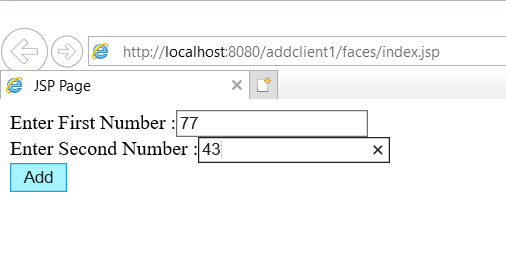 http://localhost:8080/addclient1/faces/index.jsp
JSP Page
Enter First Number : 77
Enter Second Number : 43
Add